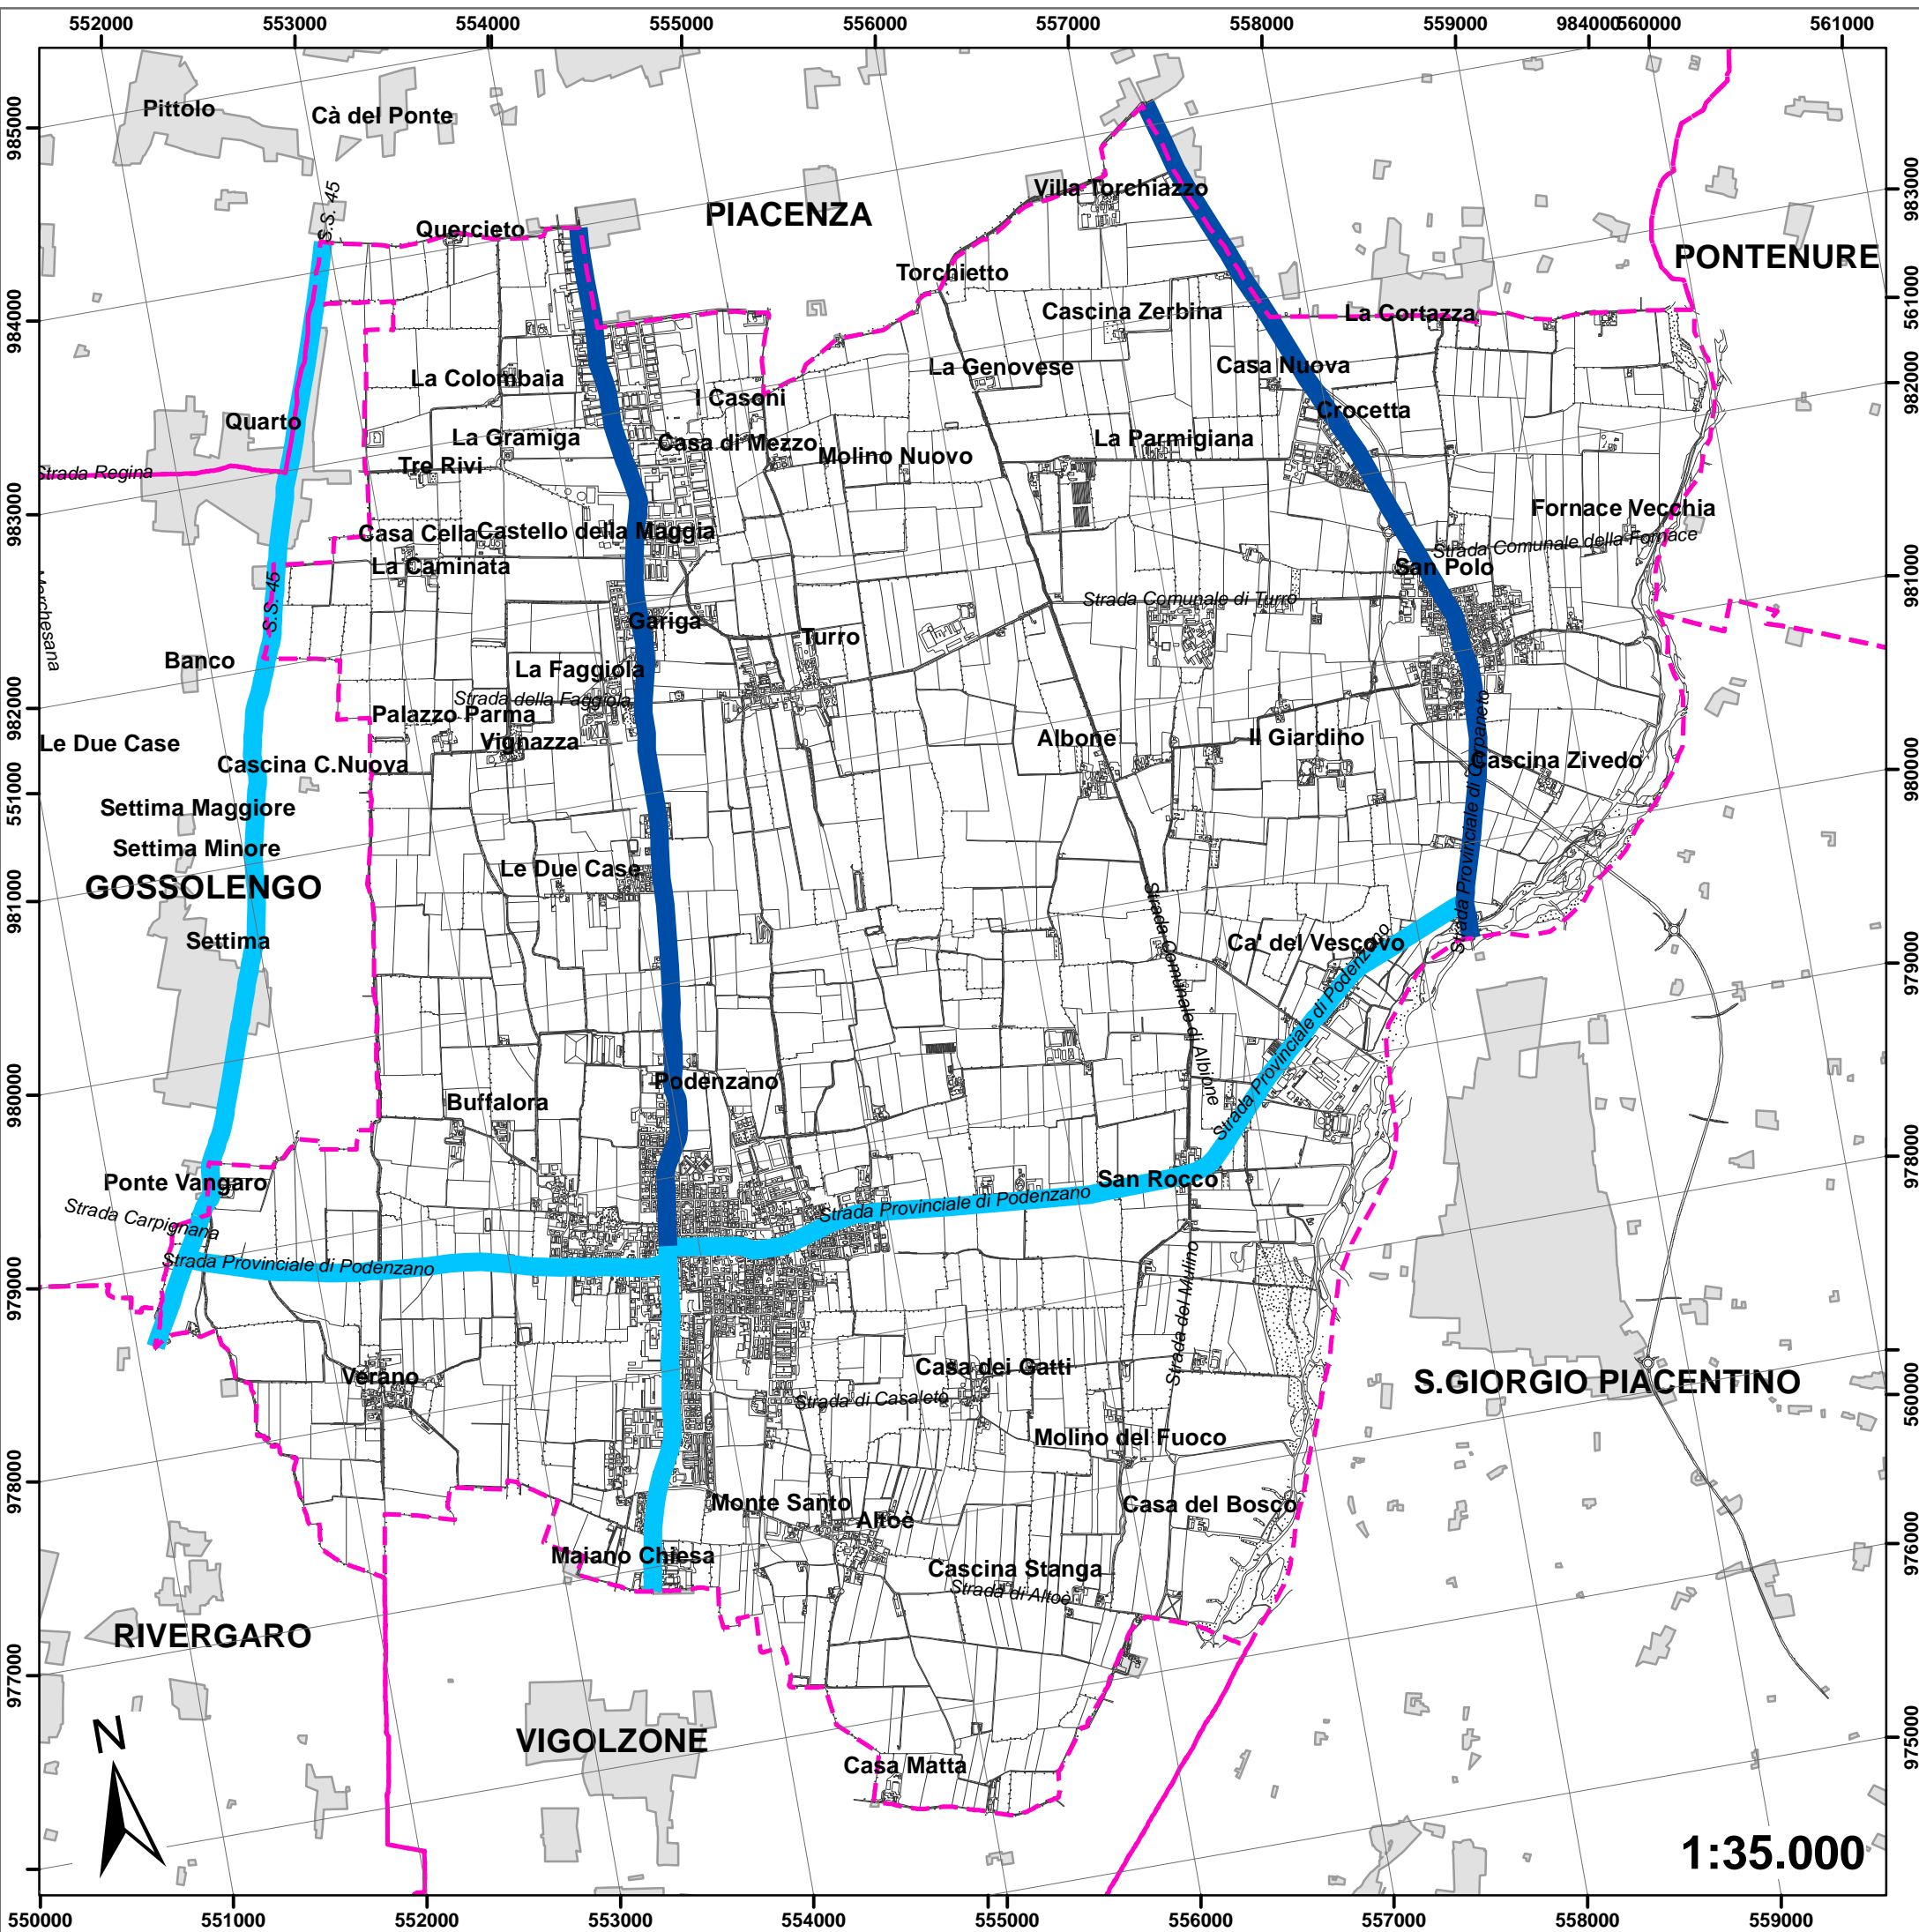 552000 553000 554000 555000 556000 557000 558000 559000 984000 560000 561000
985000
984000
983000
982000
551000
981000
980000
979000
978000
977000
983000
561000
982000
981000
980000
979000
978000
560000
976000
975000
Pittolo
Cà del Ponte
S.S. 45
Quercieto
PIACENZA
Villa Torchiazzo
PONTENURE
Torchietto
Cascina Zerbina
La Cortazza
La Colombaia
I Casoni
La Genovese
Casa Nuova
Quarto
Crocetta
La Gramiga
Casa di Mezzo
La Parmigiana
Strada Regina
Tre Rivi
Molino Nuovo
Fornace Vecchia
Casa Cella
Castello della Maggia
Strada Comunale della Fornace
La Caminata
San Polo
S.S. 45
Marchesana
Strada Comunale di Turro
Gariga
Turro
Banco
La Faggiola
Strada della Faggiola
Palazzo Parma
Le Due Case
Vignazza
Albone
Il Giardino
Strada Provinciale di Carpaneto
Cascina C.Nuova
Cascina Zivedo
Settima Maggiore
Settima Minore
Le Due Case
GOSSOLENGO
Strada Comunale di Albione
Settima
Ca' del Vescovo
Strada Provinciale di Podenzano
Podenzano
Buffalora
Ponte Vangaro
San Rocco
Strada Carpignana
Strada Provinciale di Podenzano
Strada Provinciale di Podenzano
Strada del Mulino
Verano
Casa dei Gatti
S.GIORGIO PIACENTINO
Strada di Casaleto
Molino del Fuoco
Monte Santo
Casa del Bosco
Altoè
Maiano Chiesa
Cascina Stanga
Strada di Altoè
RIVERGARO
VIGOLZONE
N
Casa Matta
1:35.000
550000 551000 552000 553000 554000 555000 556000 557000 558000 559000